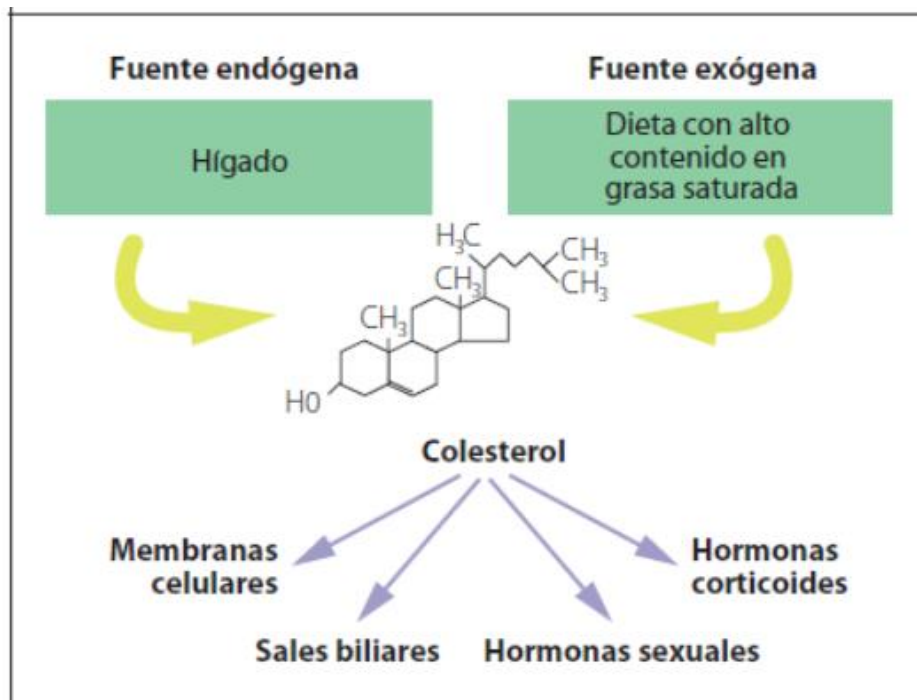 Fuente endógena
Fuente exógena
Hígado
Dieta con alto
contenido en
grasa saturada
H₃C
CH₃
CH₃
CH₃
CH₃
HO
Colesterol
Membranas
celulares
Hormonas
corticoides
Sales biliares
Hormonas sexuales